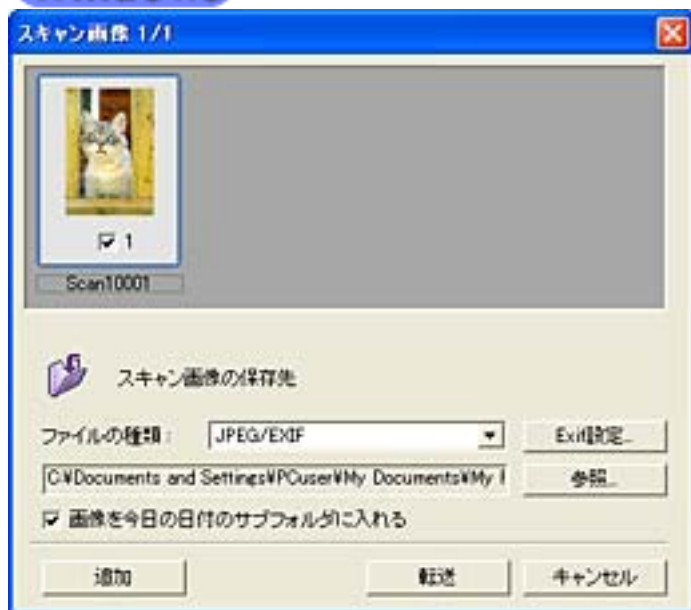 スキャン画像 1/1
1
Scan10001
スキャン画像の保存先
ファイルの種類: JPEG/EXIF Exif設定...
C:¥Documents and Settings¥PCuser¥My Documents¥My 参照...
画像を今日の日付のサブフォルダに入れる
追加 転送 キャンセル